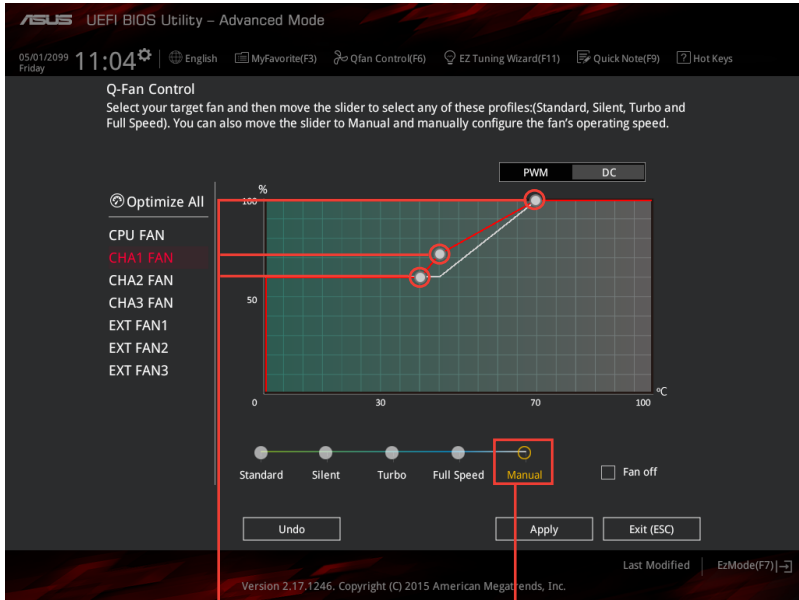 ASUS UEFI BIOS Utility – Advanced Mode
05/01/2099 Friday 11:04 English MyFavorite(F3) Qfan Control(F6) EZ Tuning Wizard(F11) Quick Note(F9) ? Hot Keys
Q-Fan Control
Select your target fan and then move the slider to select any of these profiles:(Standard, Silent, Turbo and
Full Speed). You can also move the slider to Manual and manually configure the fan's operating speed.
PWM DC
%
Optimize All
100
CPU FAN
CHA1 FAN
CHA2 FAN
CHA3 FAN
50
EXT FAN1
EXT FAN2
EXT FAN3
ºC
0 30 70 100
Standard Silent Turbo Full Speed Manual Fan off
Undo Apply Exit (ESC)
Last Modified EzMode(F7)
Version 2.17.1246. Copyright (C) 2015 American Megatrends, Inc.